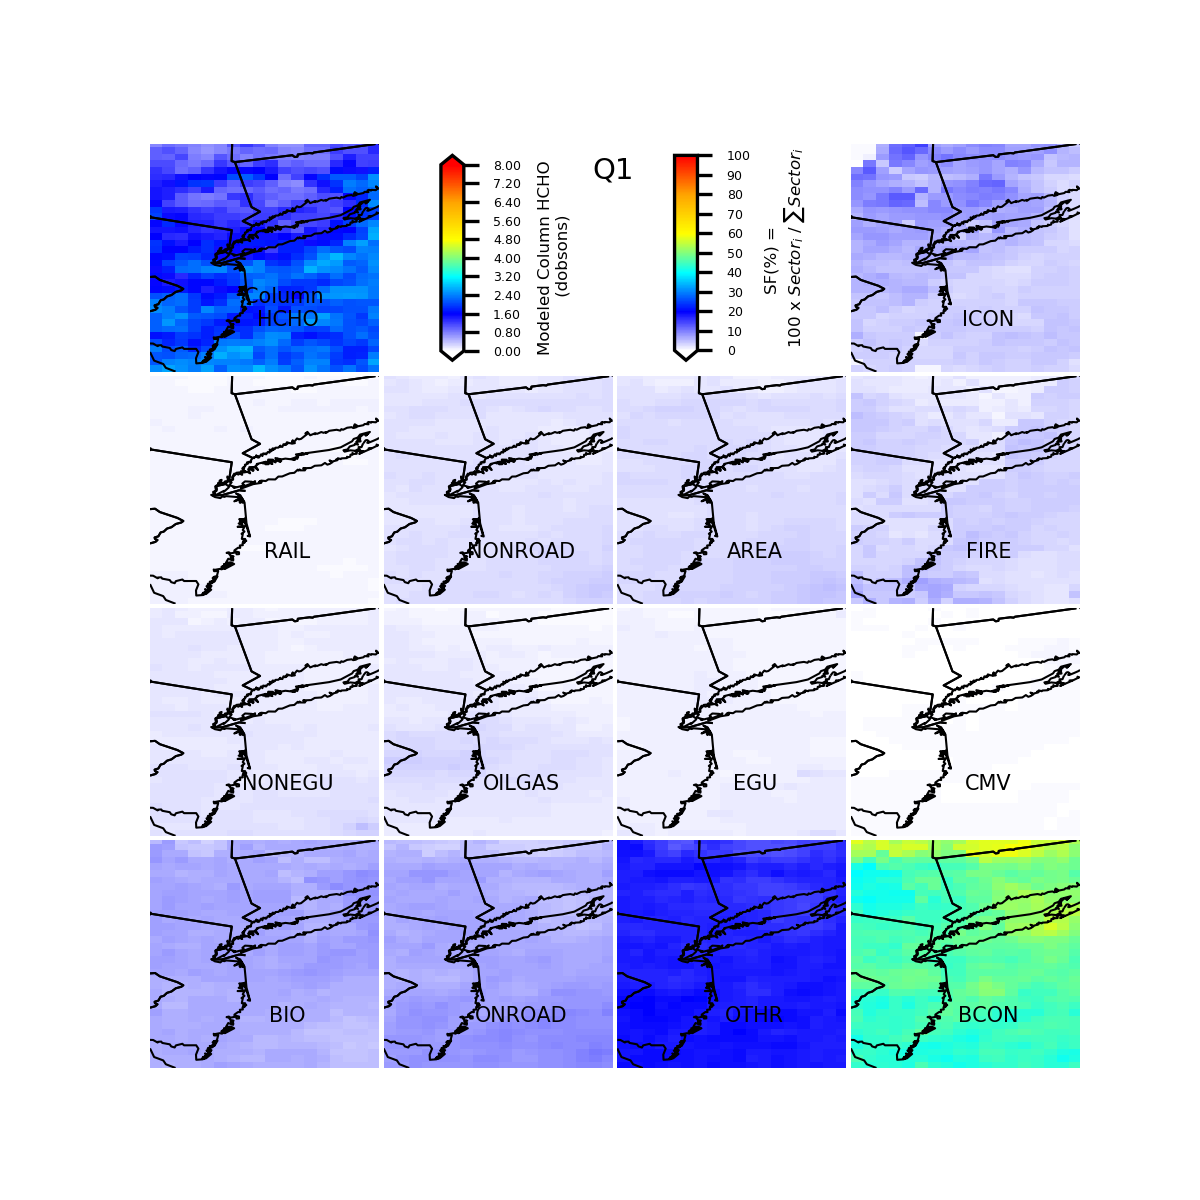 Column
HCHO
8.00
7.20
6.40
5.60
4.80
4.00
3.20
2.40
1.60
0.80
0.00
Modeled Column HCHO
(dobsons)
Q1
100
90
80
70
60
50
40
30
20
10
0
SF(%) =
100 x Sector_i / ∑Sector_i
ICON
RAIL
NONROAD
AREA
FIRE
NONEGU
OILGAS
EGU
CMV
BIO
ONROAD
OTHR
BCON